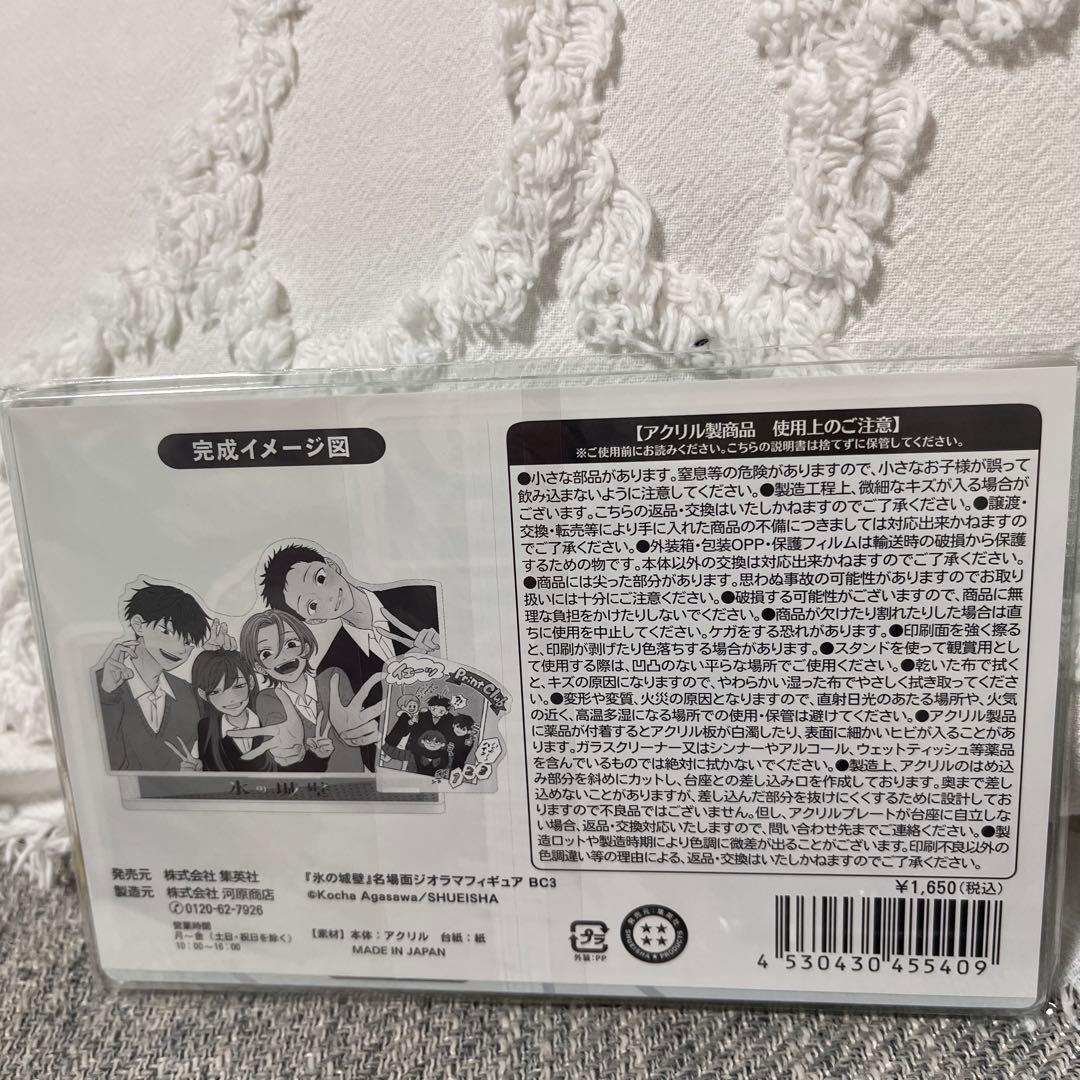 完成イメージ図
イェーッ
Print Club
氷の城壁
発売元 株式会社 集英社
製造元 株式会社 河原商店
0120-62-7926
営業時間
月〜金（土日・祝日を除く）
10:00〜16:00
『氷の城壁』名場面ジオラマフィギュア BC3
©Kocha Agasawa/SHUEISHA
【素材】本体：アクリル 台紙：紙
MADE IN JAPAN
【アクリル製商品 使用上のご注意】
※ご使用前にお読みください。こちらの説明書は捨てずに保管してください。
●小さな部品があります。窒息等の危険がありますので、小さなお子様が誤って
飲み込まないように注意してください。●製造工程上、微細なキズが入る場合が
ございます。こちらの返品・交換はいたしかねますのでご了承ください。●譲渡・
交換・転売等により手に入れた商品の不備につきましては対応出来かねますの
でご了承ください。●外装箱・包装OPP・保護フィルムは輸送時の破損から保護
するための物です。本体以外の交換は対応出来かねますのでご了承ください。
●商品には尖った部分があります。思わぬ事故の可能性がありますのでお取り
扱いには十分にご注意ください。●破損する可能性がございますので、商品に無
理な負担をかけたりしないでください。●商品が欠けたり割れたりした場合は直
ちに使用を中止してください。ケガをする恐れがあります。●印刷面を強く擦る
と、印刷が剥げたり色落ちする場合があります。●スタンドを使って観賞用とし
て使用する際は、凹凸のない平らな場所でご使用ください。●乾いた布で拭く
と、キズの原因になりますので、やわらかい湿った布でやさしく拭き取ってくださ
い。●変形や変質、火災の原因となりますので、直射日光のあたる場所や、火気
の近く、高温多湿になる場所での使用・保管は避けてください。●アクリル製品
に薬品が付着するとアクリル板が白濁したり、表面に細かいヒビが入ることがあ
ります。ガラスクリーナー又はシンナーやアルコール、ウェットティッシュ等薬品
を含んでいるものでは絶対に拭かないでください。●製造上、アクリルのはめ込
み部分を斜めにカットし、台座との差し込み口を作成しております。奥まで差し
込めないことがありますが、差し込んだ部分を抜けにくくするために設計してお
りますので不良品ではございません。但し、アクリルプレートが台座に自立しな
い場合、返品・交換対応いたしますので、問い合わせ先までご連絡ください。●製
造ロットや製造時期により色調に微差が出ることがございます。印刷不良以外の
色調違い等の理由による、返品・交換はいたしかねますのでご了承ください。
¥1,650（税込）
プラ
外装:PP
発売元：集英社
SHUEISHA PRODUCTS
4 530430 455409